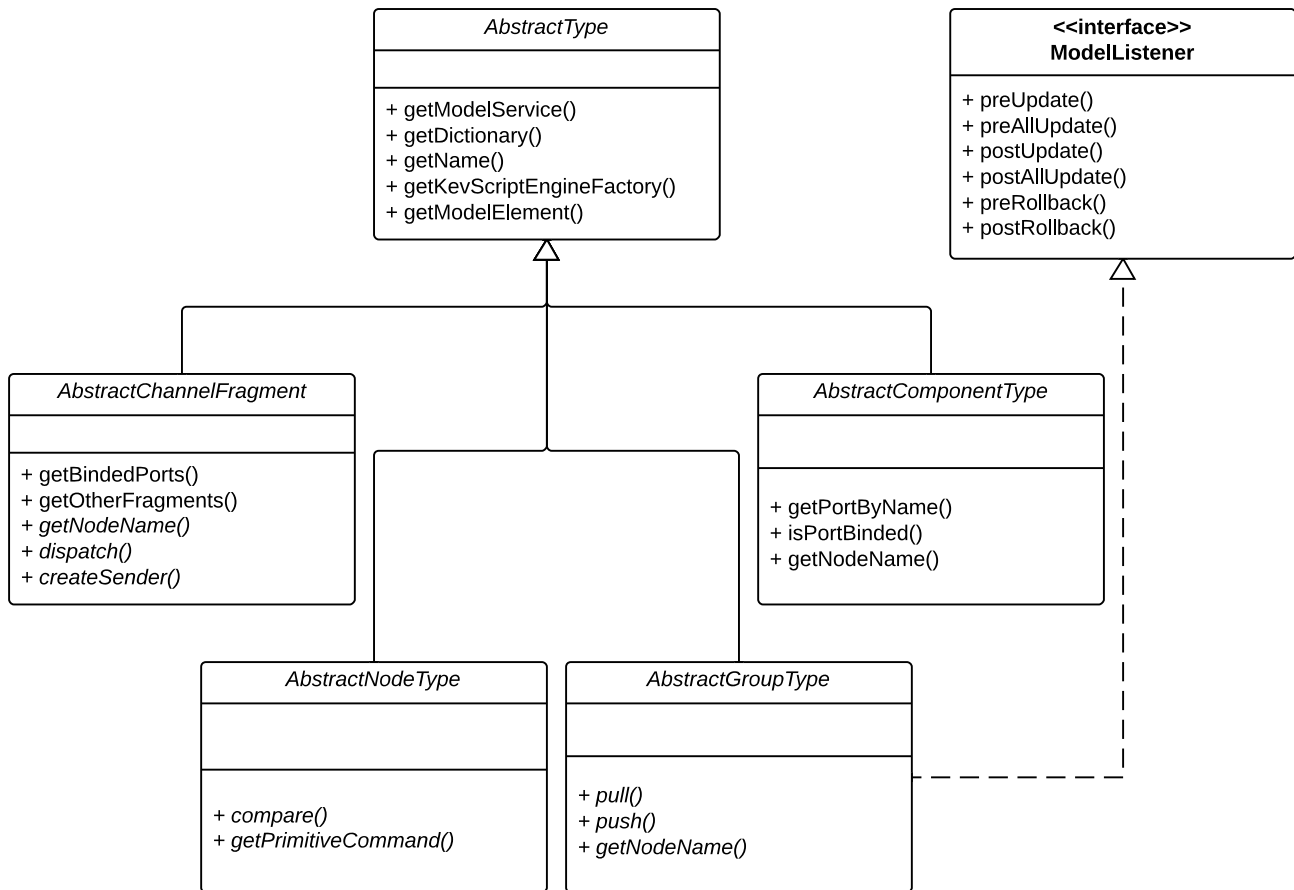 AbstractType
+ getModelService()
+ getDictionary()
+ getName()
+ getKevScriptEngineFactory()
+ getModelElement()
<<interface>>
ModelListener
+ preUpdate()
+ preAllUpdate()
+ postUpdate()
+ postAllUpdate()
+ preRollback()
+ postRollback()
AbstractChannelFragment
+ getBindedPorts()
+ getOtherFragments()
+ getNodeName()
+ dispatch()
+ createSender()
AbstractComponentType
+ getPortByName()
+ isPortBinded()
+ getNodeName()
AbstractNodeType
+ compare()
+ getPrimitiveCommand()
AbstractGroupType
+ pull()
+ push()
+ getNodeName()